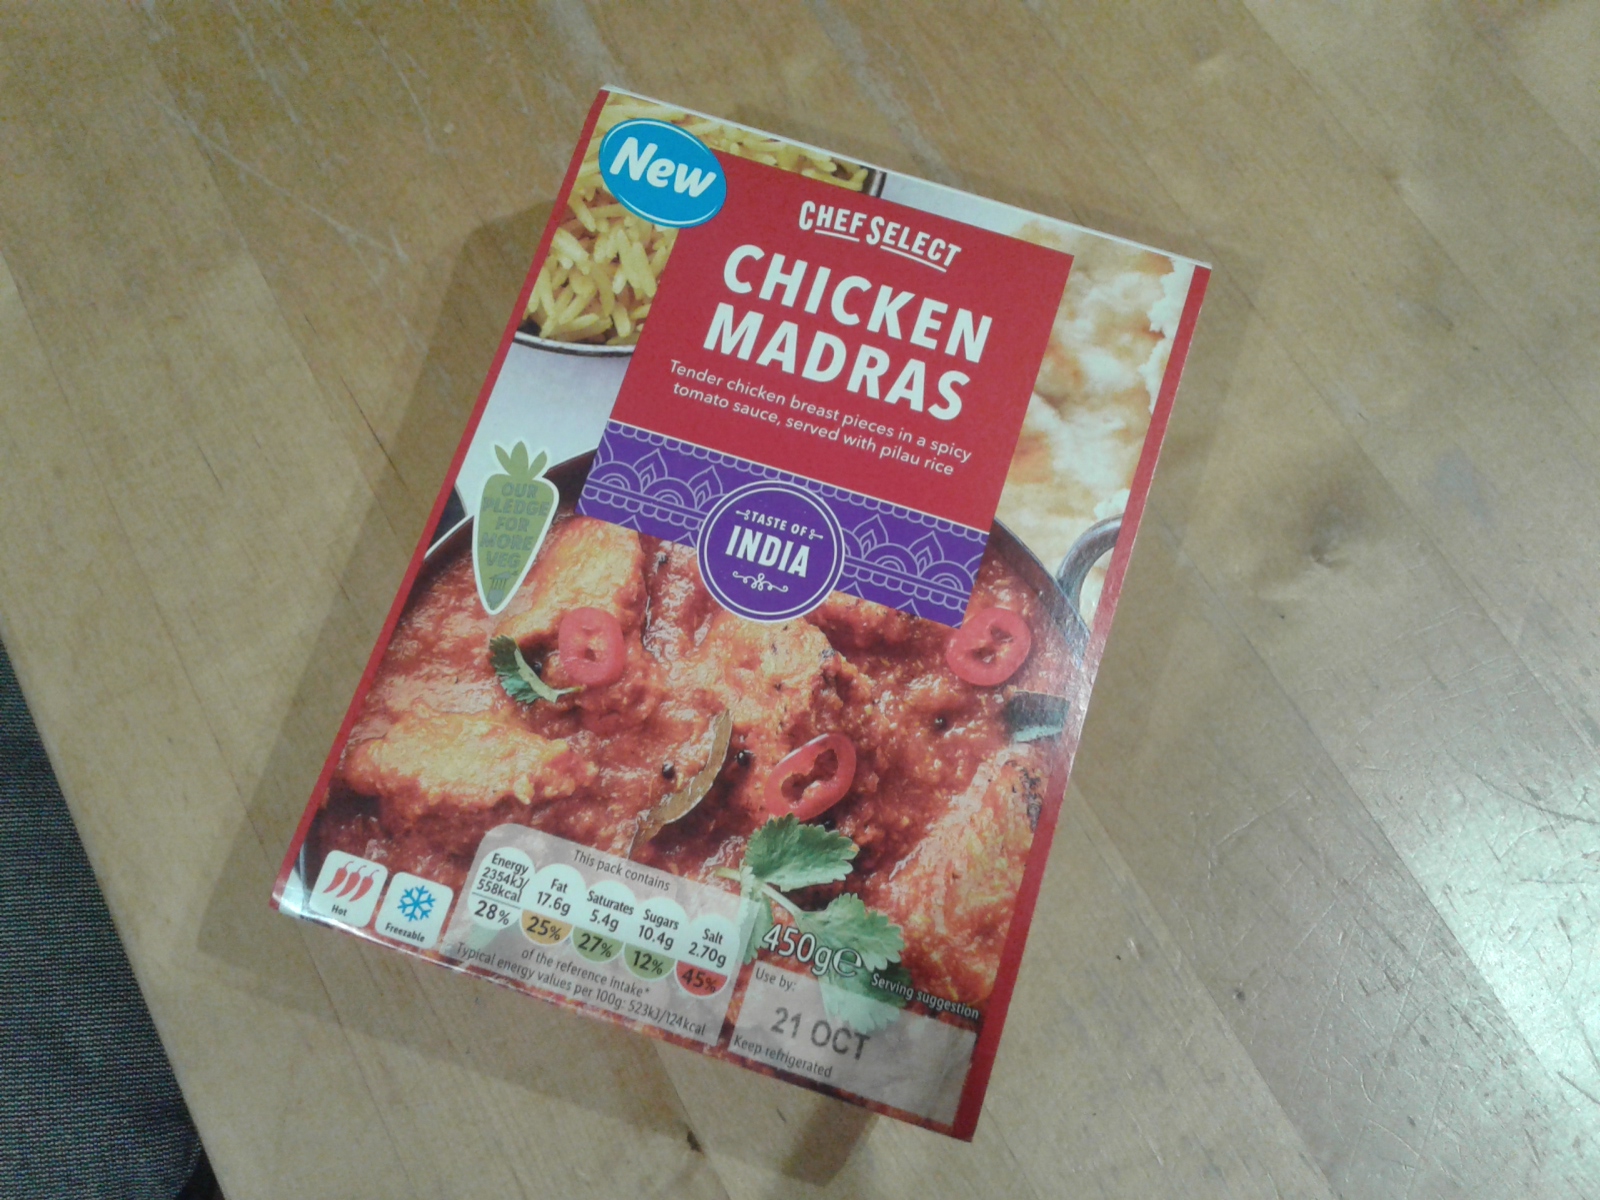 New
CHEF SELECT
CHICKEN
MADRAS
Tender chicken breast pieces in a spicy
tomato sauce, served with pilau rice
TASTE OF
INDIA
OUR
PLEDGE
FOR
MORE
VEG
Hot
Freezable
This pack contains
Energy
2354kJ/
558kcal
28%
Fat
17.6g
25%
Saturates
5.4g
27%
Sugars
10.4g
12%
Salt
2.70g
45%
of the reference intake*
Typical energy values per 100g: 523kJ/124kcal
450g℮
Serving suggestion
Use by:
21 OCT
Keep refrigerated